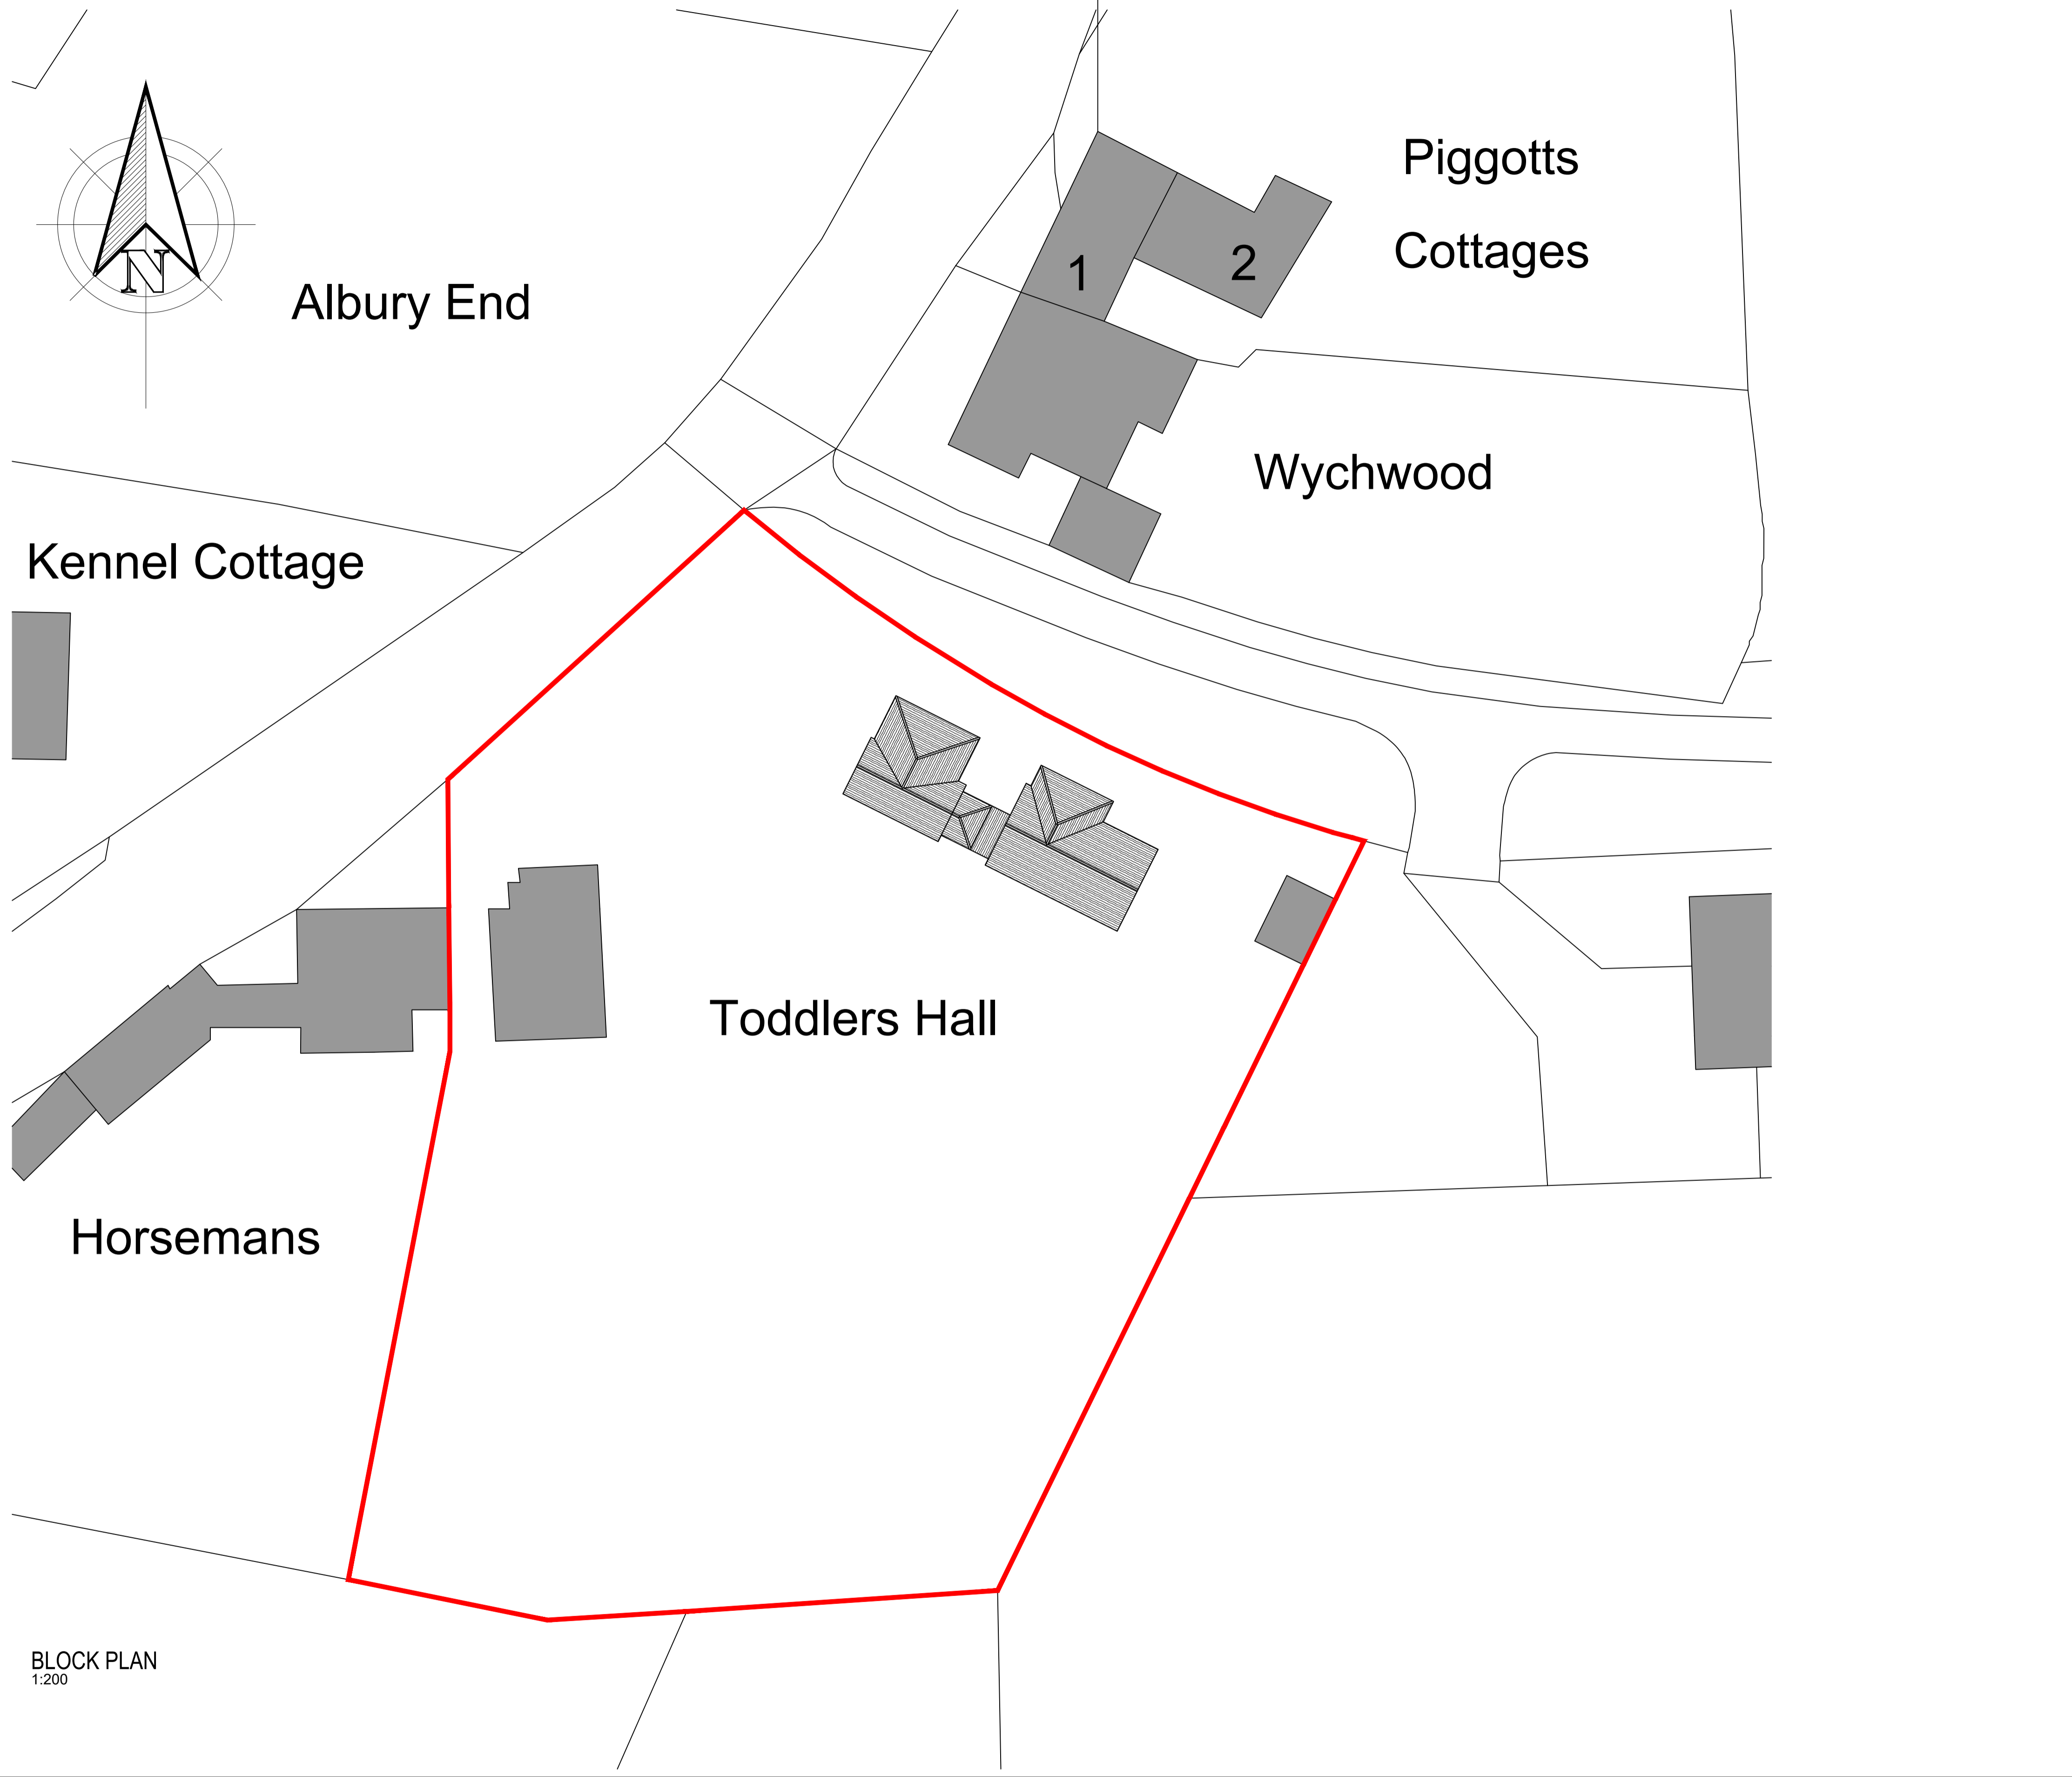 Piggotts
Cottages
1
2
N
Albury End
Wychwood
Kennel Cottage
Toddlers Hall
Horsemans
BLOCK PLAN
1:200